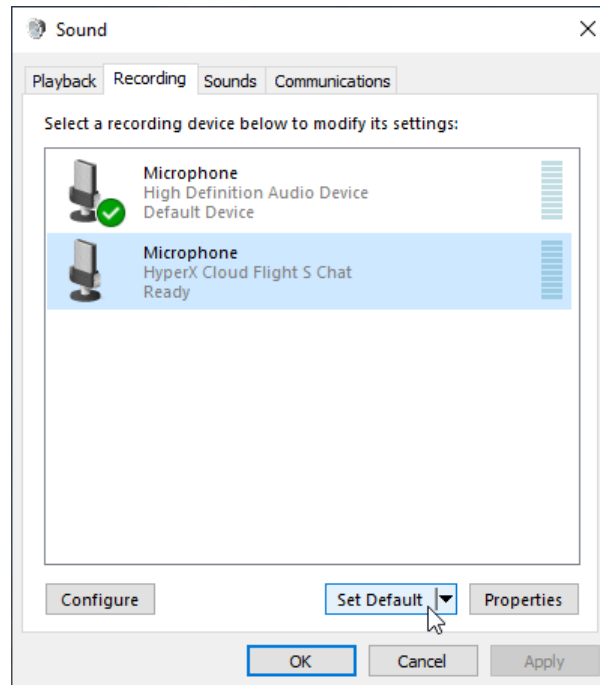 Sound
Playback Recording Sounds Communications
Select a recording device below to modify its settings:
Microphone
High Definition Audio Device
Default Device
Microphone
HyperX Cloud Flight S Chat
Ready
Configure Set Default Properties
OK Cancel Apply